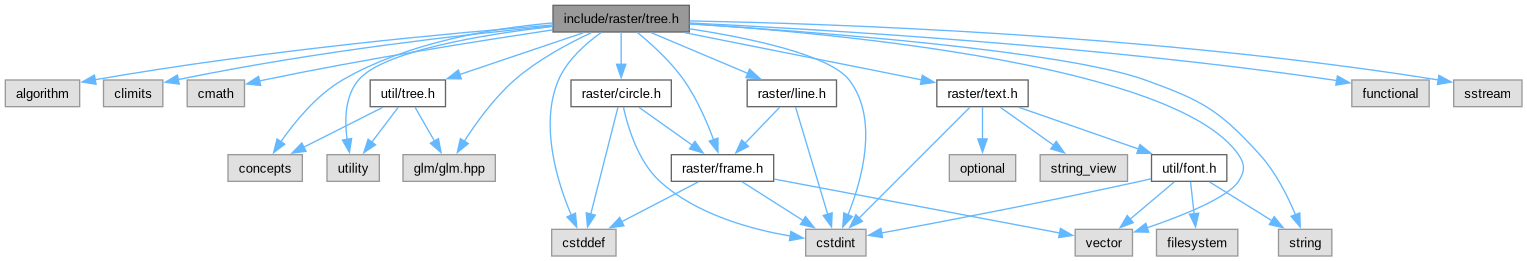 include/raster/tree.h
algorithm
climits
cmath
util/tree.h
raster/circle.h
raster/line.h
raster/text.h
functional
sstream
concepts
utility
glm/glm.hpp
raster/frame.h
optional
string_view
util/font.h
cstddef
cstdint
vector
filesystem
string